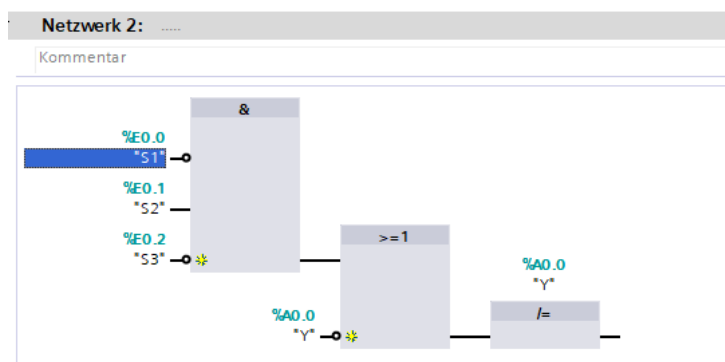 Netzwerk 2: .....
Kommentar
&
%E0.0
"S1"
%E0.1
"S2"
%E0.2
"S3"
>=1
%A0.0
"Y"
%A0.0
"Y"
/=